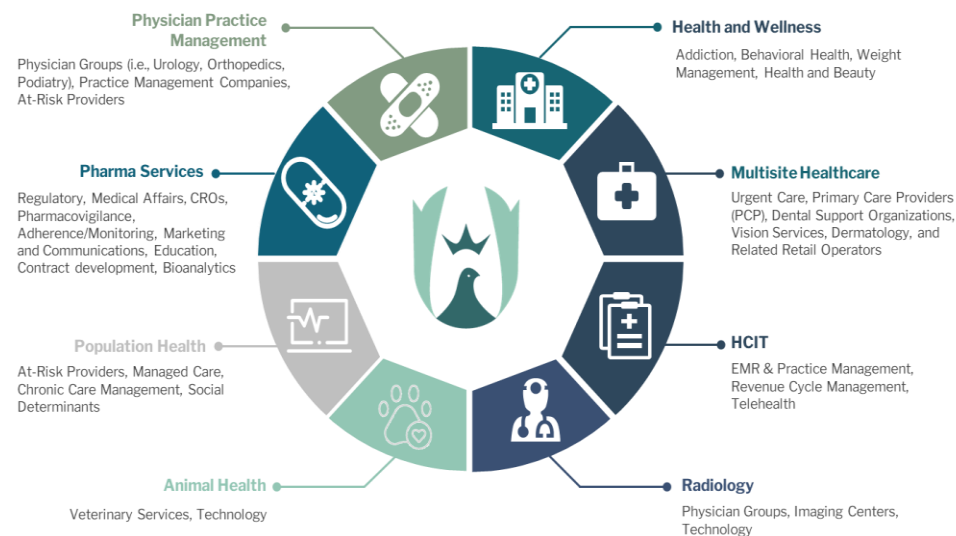 Physician Practice
Management
Physician Groups (i.e., Urology, Orthopedics,
Podiatry), Practice Management Companies,
At-Risk Providers
Health and Wellness
Addiction, Behavioral Health, Weight
Management, Health and Beauty
Pharma Services
Regulatory, Medical Affairs, CROs,
Pharmacovigilance,
Adherence/Monitoring, Marketing
and Communications, Education,
Contract development, Bioanalytics
Multisite Healthcare
Urgent Care, Primary Care Providers
(PCP), Dental Support Organizations,
Vision Services, Dermatology, and
Related Retail Operators
Population Health
At-Risk Providers, Managed Care,
Chronic Care Management, Social
Determinants
HCIT
EMR & Practice Management,
Revenue Cycle Management,
Telehealth
Animal Health
Veterinary Services, Technology
Radiology
Physician Groups, Imaging Centers,
Technology